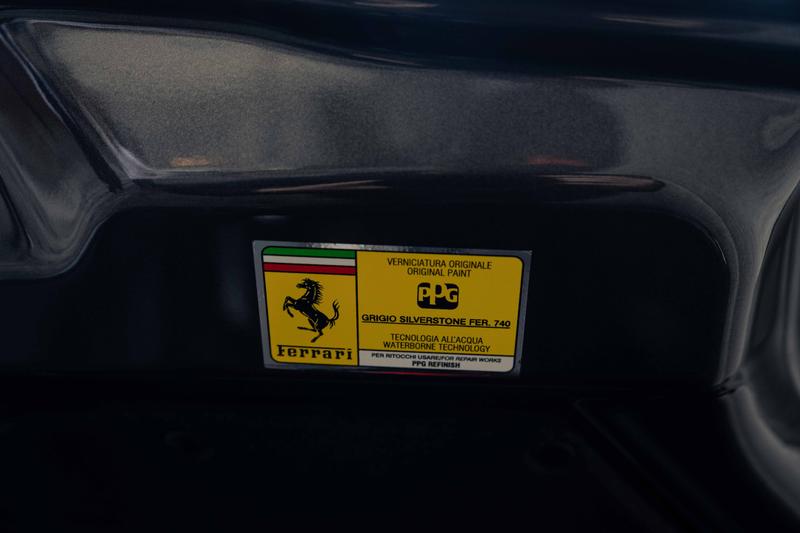 Ferrari
VERNICIATURA ORIGINALE
ORIGINAL PAINT
PPG
GRIGIO SILVERSTONE FER. 740
TECNOLOGIA ALL'ACQUA
WATERBORNE TECHNOLOGY
PER RITOCCHI USARE/FOR REPAIR WORKS
PPG REFINISH